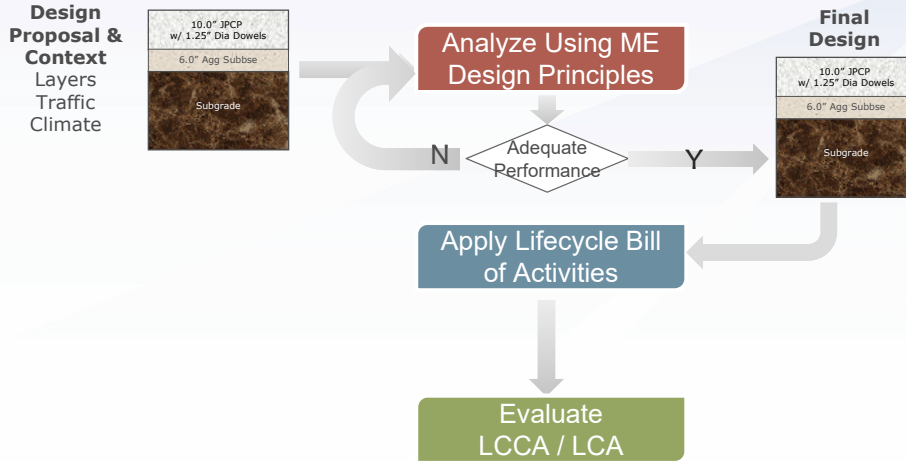 Design
Proposal &
Context
Layers
Traffic
Climate
10.0” JPCP
w/ 1.25” Dia Dowels
6.0” Agg Subbse
Subgrade
Analyze Using ME
Design Principles
Adequate
Performance
N
Y
Final
Design
10.0” JPCP
w/ 1.25” Dia Dowels
6.0” Agg Subbse
Subgrade
Apply Lifecycle Bill
of Activities
Evaluate
LCCA / LCA